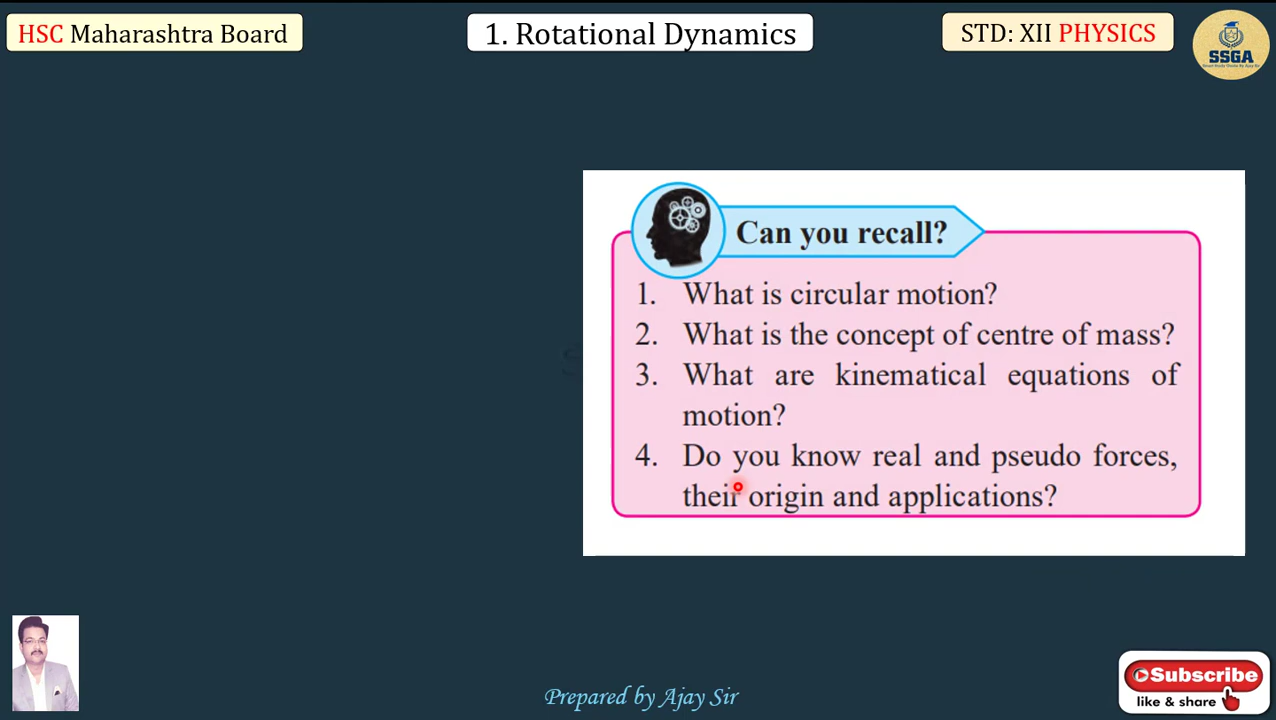 HSC Maharashtra Board
1. Rotational Dynamics
STD: XII PHYSICS
SSGA
Can you recall?
1. What is circular motion?
2. What is the concept of centre of mass?
3. What are kinematical equations of
motion?
4. Do you know real and pseudo forces,
their origin and applications?
Prepared by Ajay Sir
Subscribe
like & share